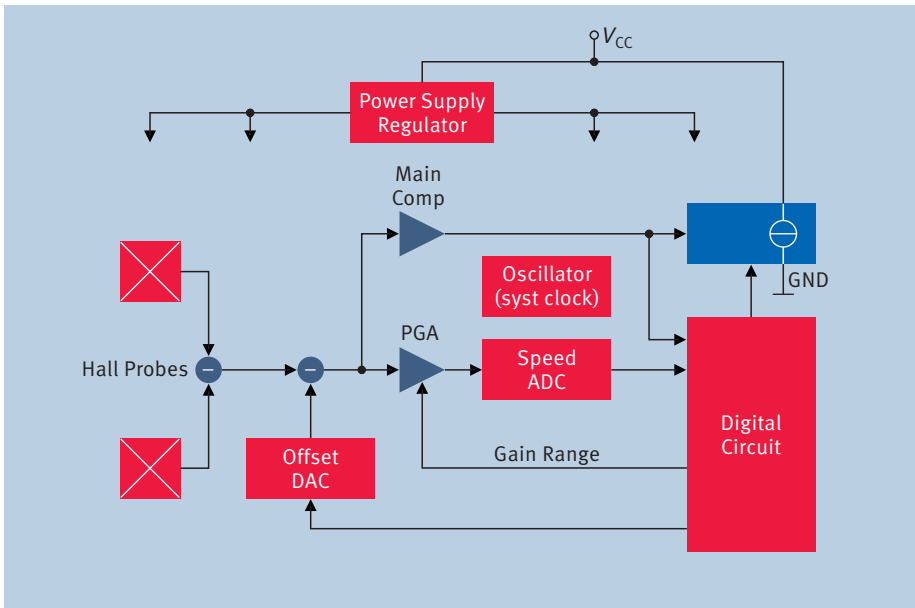 VCC
Power Supply
Regulator
Main
Comp
Oscillator
(syst clock)
GND
PGA
Hall Probes
−
−
Speed
ADC
Digital
Circuit
Offset
DAC
Gain Range